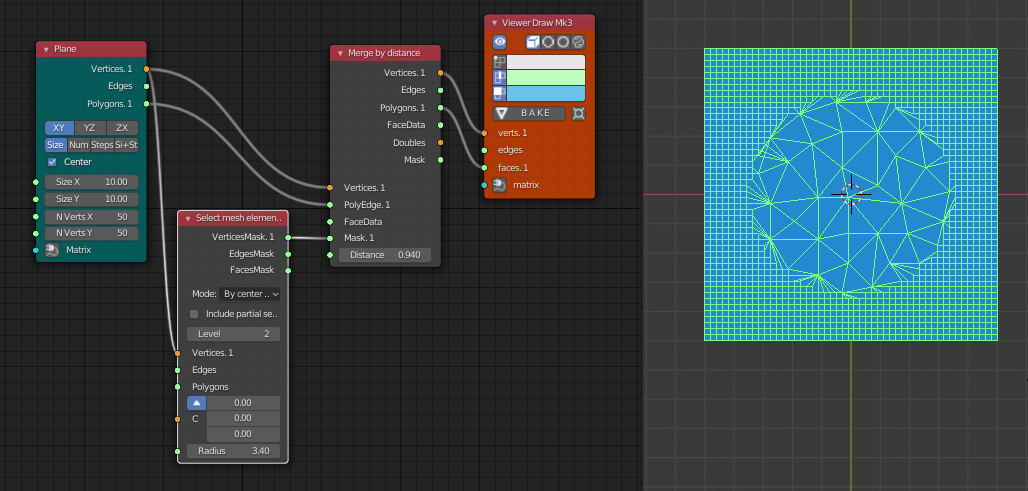 Plane
Vertices. 1
Edges
Polygons. 1
XY YZ ZX
Size Num Steps Si+St
Center
Size X 10.00
Size Y 10.00
N Verts X 50
N Verts Y 50
Matrix
Select mesh elemen..
VerticesMask. 1
EdgesMask
FacesMask
Mode: By center ..
Include partial se..
Level 2
Vertices. 1
Edges
Polygons
0.00
C 0.00
0.00
Radius 3.40
Merge by distance
Vertices. 1
Edges
Polygons. 1
FaceData
Doubles
Mask
Vertices. 1
PolyEdge. 1
FaceData
Mask. 1
Distance 0.940
Viewer Draw Mk3
BAKE
verts. 1
edges
faces. 1
matrix